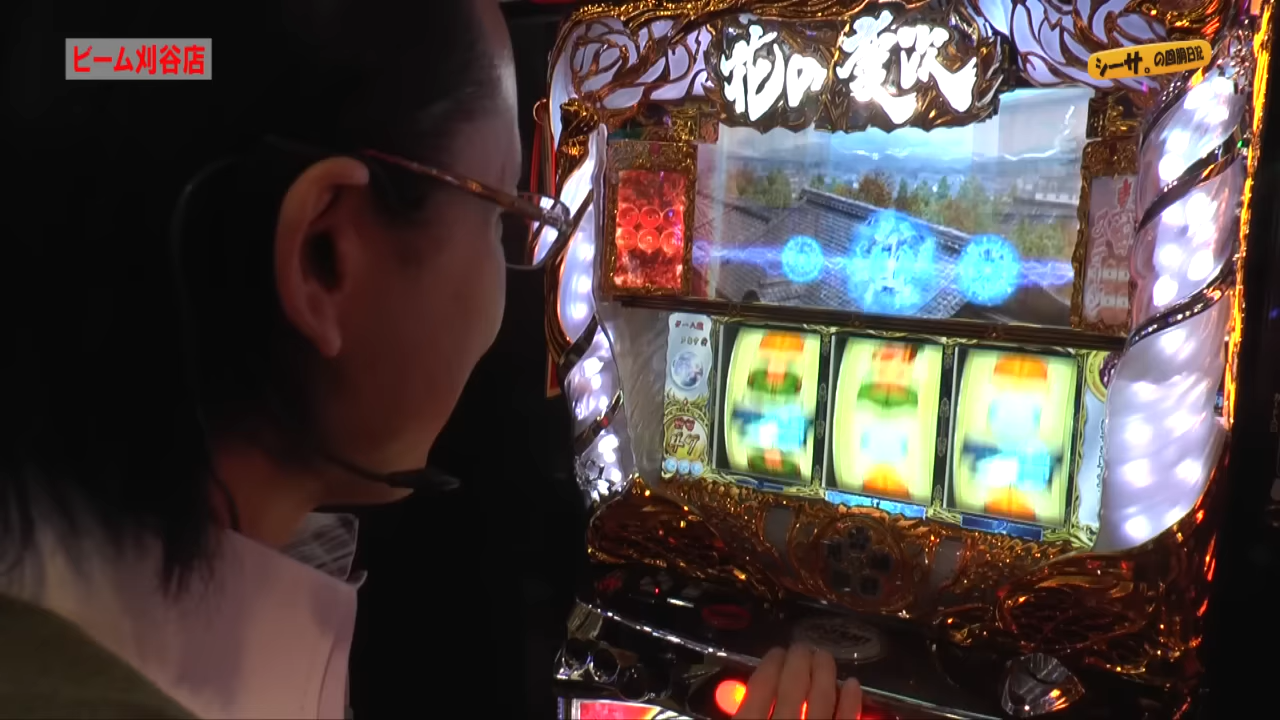 ビーム刈谷店
シーサ。の回胴日記
花の慶次